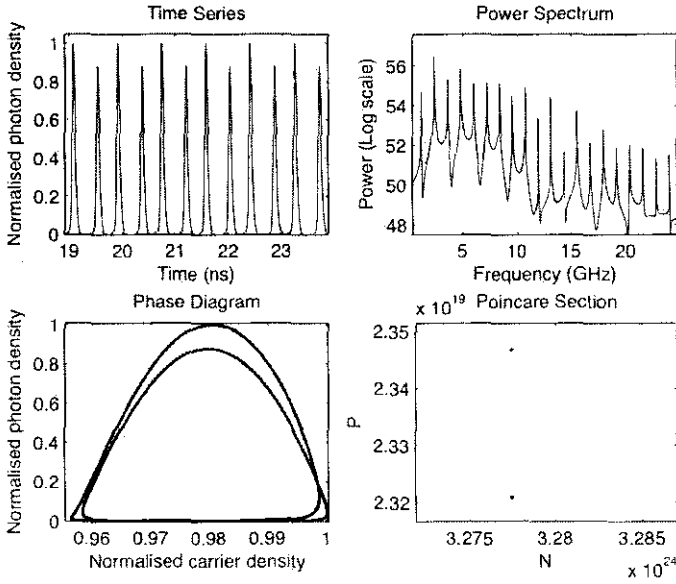 Time Series
Normalised photon density
1
0.8
0.6
0.4
0.2
0
19 20 21 22 23
Time (ns)
Power Spectrum
Power (Log scale)
56
54
52
50
48
5 10 15 20
Frequency (GHz)
Phase Diagram
Normalised photon density
1
0.8
0.6
0.4
0.2
0
0.96 0.97 0.98 0.99 1
Normalised carrier density
x 10^19 Poincare Section
P
2.35
2.34
2.33
2.32
3.275 3.28 3.285
N x 10^24